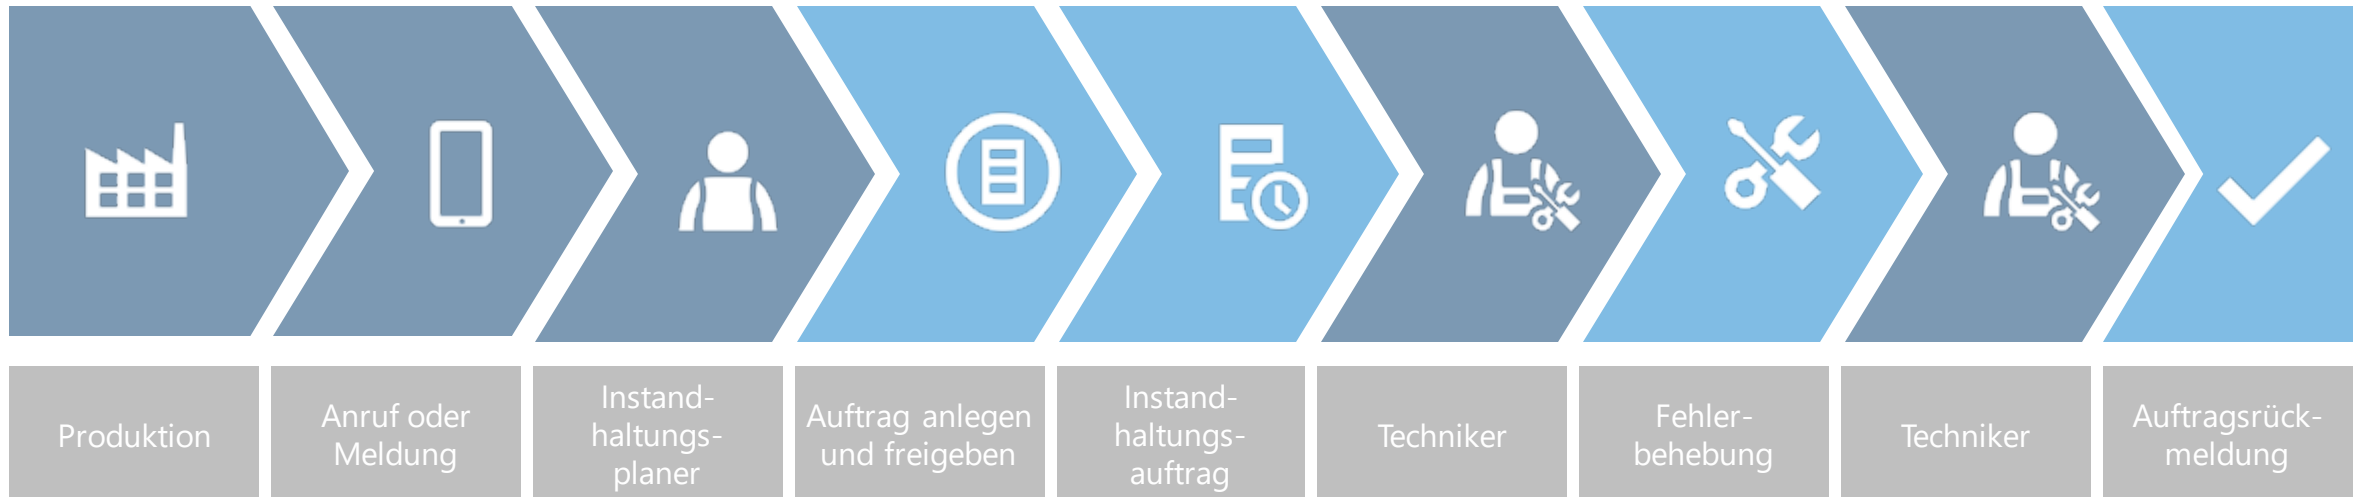 Produktion
Anruf oder
Meldung
Instand-
haltungs-
planer
Auftrag anlegen
und freigeben
Instand-
haltungs-
auftrag
Techniker
Fehler-
behebung
Techniker
Auftragsrück-
meldung